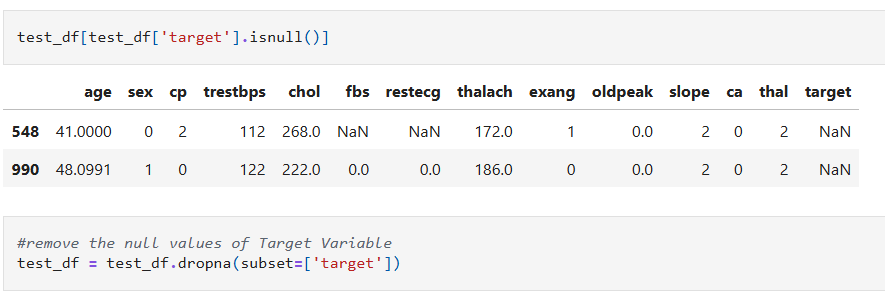 test_df[test_df['target'].isnull()]
age sex cp trestbps chol fbs restecg thalach exang oldpeak slope ca thal target
548 41.0000 0 2 112 268.0 NaN NaN 172.0 1 0.0 2 0 2 NaN
990 48.0991 1 0 122 222.0 0.0 0.0 186.0 0 0.0 2 0 2 NaN
#remove the null values of Target Variable
test_df = test_df.dropna(subset=['target'])